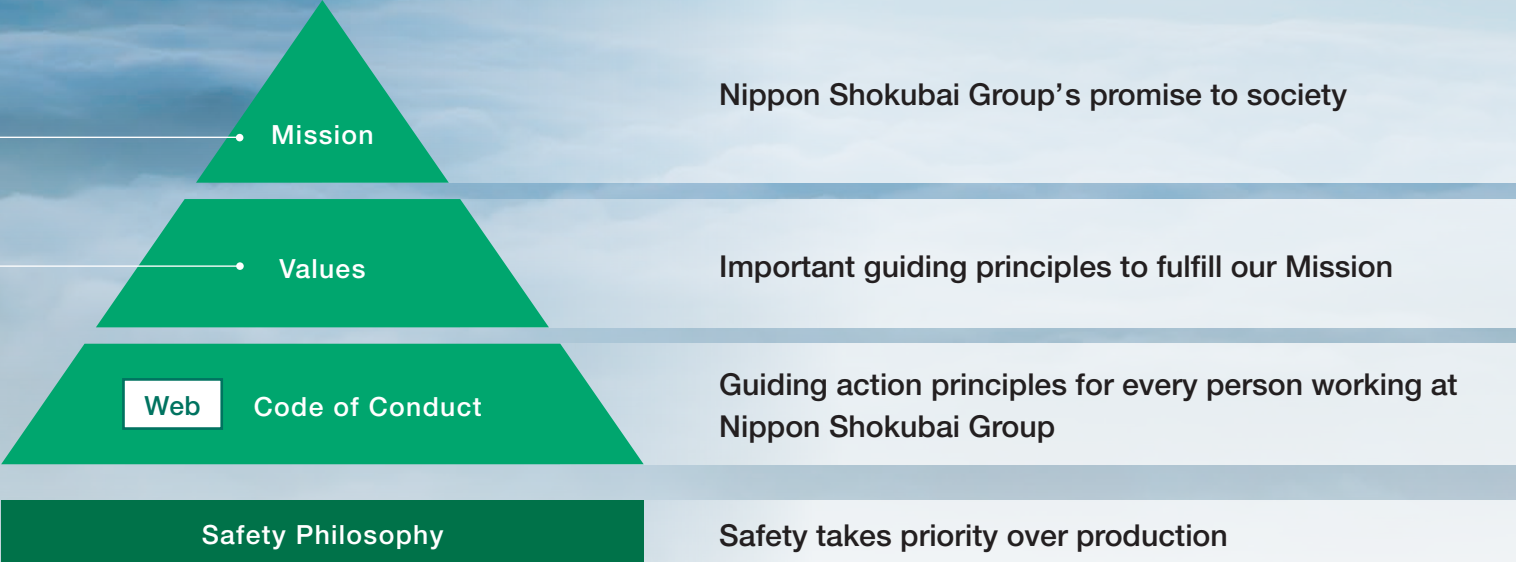 Mission
Nippon Shokubai Group’s promise to society
Values
Important guiding principles to fulfill our Mission
Web
Code of Conduct
Guiding action principles for every person working at
Nippon Shokubai Group
Safety Philosophy
Safety takes priority over production